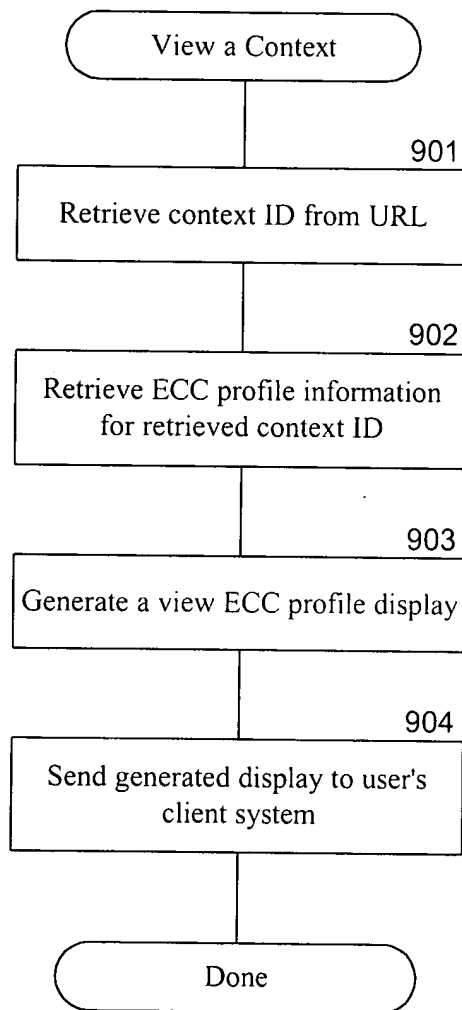 View a Context
901
Retrieve context ID from URL
902
Retrieve ECC profile information
for retrieved context ID
903
Generate a view ECC profile display
904
Send generated display to user's
client system
Done